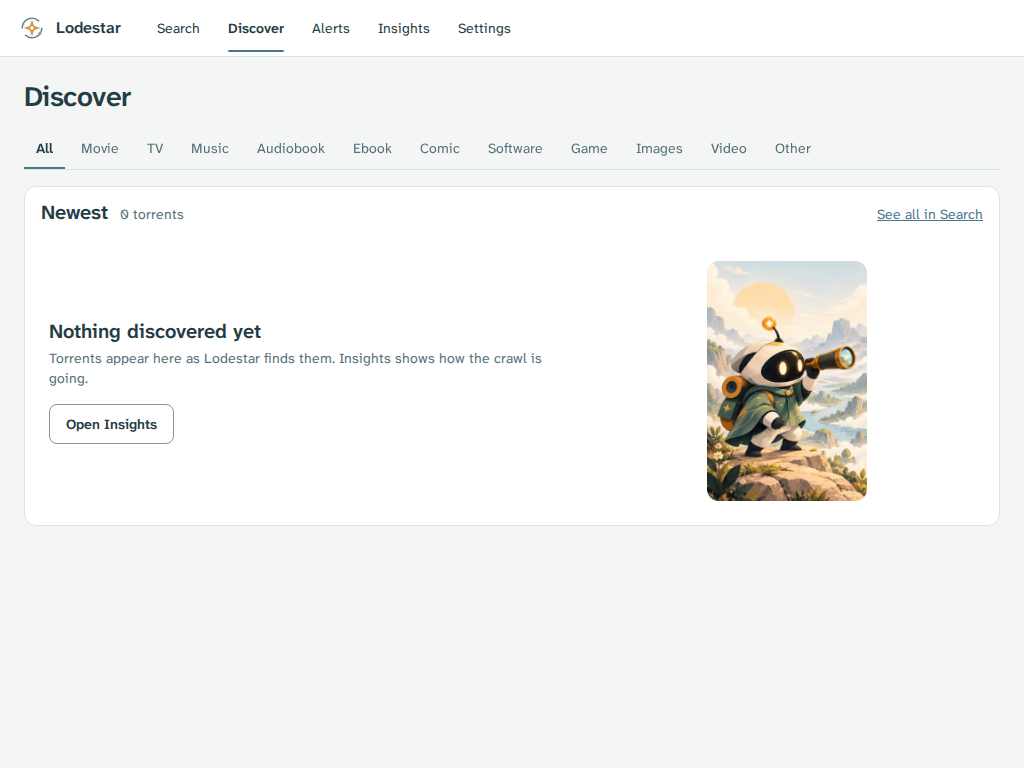 Lodestar
Search
Discover
Alerts
Insights
Settings
Discover
All
Movie
TV
Music
Audiobook
Ebook
Comic
Software
Game
Images
Video
Other
Newest
0 torrents
See all in Search
Nothing discovered yet
Torrents appear here as Lodestar finds them. Insights shows how the crawl is
going.
Open Insights